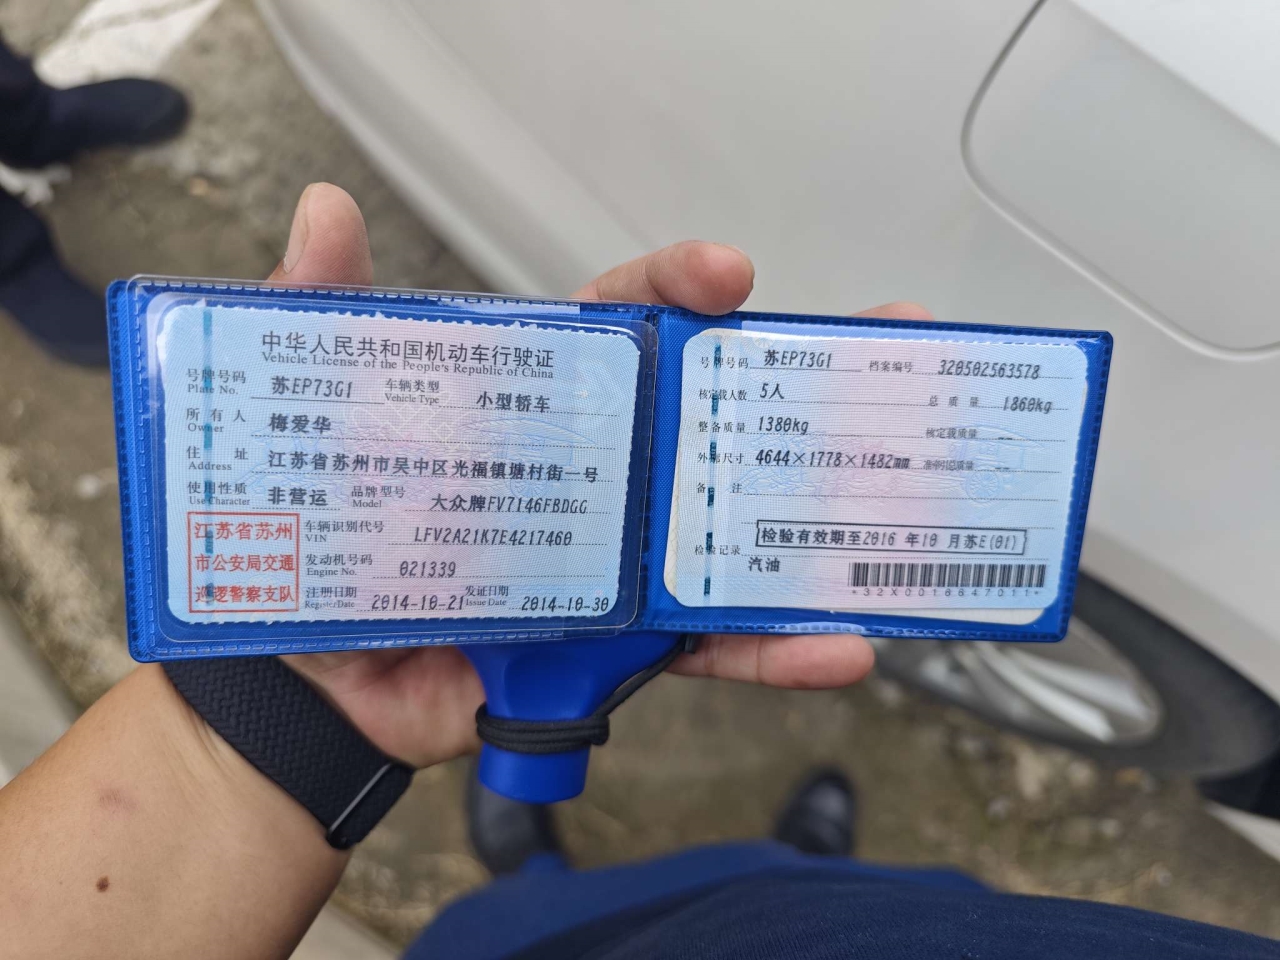 中华人民共和国机动车行驶证
Vehicle License of the People's Republic of China
号牌号码 苏EP73G1 车辆类型 小型轿车
Plate No. Vehicle Type
所有人 梅爱华
Owner
住址 江苏省苏州市吴中区光福镇塘村街一号
Address
使用性质 非营运 品牌型号 大众牌FV7146FBDGG
Use Character Model
江苏省苏州
市公安局交通
巡逻警察支队
车辆识别代号 LFV2A21K7E4217460
VIN
发动机号码 021339
Engine No.
注册日期 2014-10-21 发证日期 2014-10-30
Register Date Issue Date
号牌号码 苏EP73G1 档案编号 320502563578
核定载人数 5人 总质量 1860kg
整备质量 1380kg 核定载质量 --
外廓尺寸 4644×1778×1482mm 准牵引总质量 --
备注
检验有效期至2016年10月苏E(01)
检验记录
汽油
*32X0018647011*